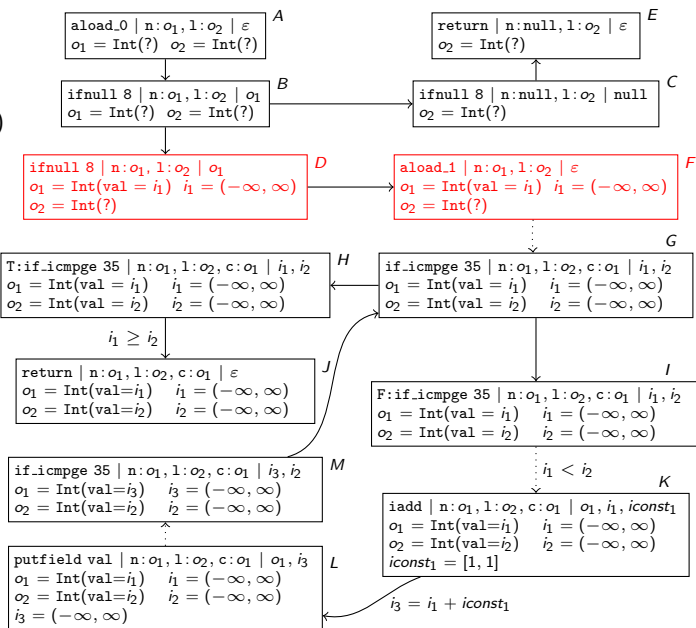 A
aload_0 | n:o₁, l:o₂ | ε
o₁ = Int(?) o₂ = Int(?)
E
return | n:null, l:o₂ | ε
o₂ = Int(?)
B
ifnull 8 | n:o₁, l:o₂ | o₁
o₁ = Int(?) o₂ = Int(?)
C
ifnull 8 | n:null, l:o₂ | null
o₂ = Int(?)
)
D
ifnull 8 | n:o₁, l:o₂ | o₁
o₁ = Int(val = i₁) i₁ = (−∞, ∞)
o₂ = Int(?)
F
aload_1 | n:o₁, l:o₂ | ε
o₁ = Int(val = i₁) i₁ = (−∞, ∞)
o₂ = Int(?)
H
T:if_icmpge 35 | n:o₁, l:o₂, c:o₁ | i₁, i₂
o₁ = Int(val = i₁) i₁ = (−∞, ∞)
o₂ = Int(val = i₂) i₂ = (−∞, ∞)
G
if_icmpge 35 | n:o₁, l:o₂, c:o₁ | i₁, i₂
o₁ = Int(val = i₁) i₁ = (−∞, ∞)
o₂ = Int(val = i₂) i₂ = (−∞, ∞)
i₁ ≥ i₂
J
return | n:o₁, l:o₂, c:o₁ | ε
o₁ = Int(val=i₁) i₁ = (−∞, ∞)
o₂ = Int(val=i₂) i₂ = (−∞, ∞)
I
F:if_icmpge 35 | n:o₁, l:o₂, c:o₁ | i₁, i₂
o₁ = Int(val = i₁) i₁ = (−∞, ∞)
o₂ = Int(val = i₂) i₂ = (−∞, ∞)
i₁ < i₂
M
if_icmpge 35 | n:o₁, l:o₂, c:o₁ | i₃, i₂
o₁ = Int(val=i₃) i₃ = (−∞, ∞)
o₂ = Int(val=i₂) i₂ = (−∞, ∞)
K
iadd | n:o₁, l:o₂, c:o₁ | o₁, i₁, iconst₁
o₁ = Int(val=i₁) i₁ = (−∞, ∞)
o₂ = Int(val=i₂) i₂ = (−∞, ∞)
iconst₁ = [1, 1]
L
putfield val | n:o₁, l:o₂, c:o₁ | o₁, i₃
o₁ = Int(val=i₁) i₁ = (−∞, ∞)
o₂ = Int(val=i₂) i₂ = (−∞, ∞)
i₃ = (−∞, ∞)
i₃ = i₁ + iconst₁